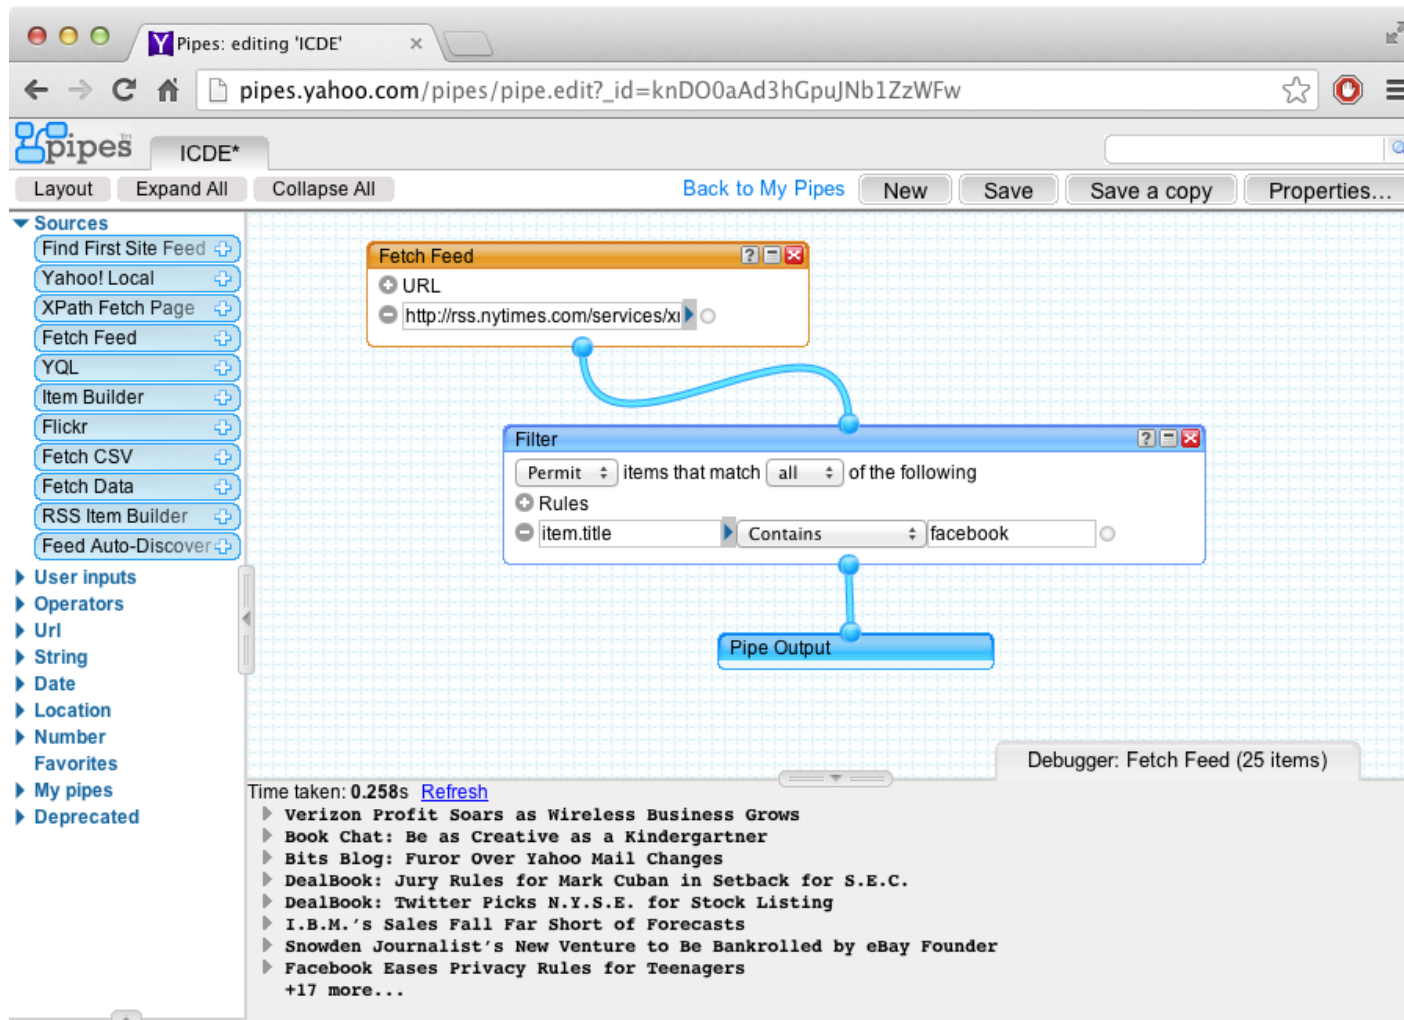 Pipes: editing 'ICDE'
pipes.yahoo.com/pipes/pipe.edit?_id=knDO0aAd3hGpuJNb1ZzWFw
pipes™
ICDE*
Layout Expand All Collapse All Back to My Pipes New Save Save a copy Properties...
Sources
Find First Site Feed
Yahoo! Local
XPath Fetch Page
Fetch Feed
YQL
Item Builder
Flickr
Fetch CSV
Fetch Data
RSS Item Builder
Feed Auto-Discover
User inputs
Operators
Url
String
Date
Location
Number
Favorites
My pipes
Deprecated
Fetch Feed
URL
http://rss.nytimes.com/services/x
Filter
Permit items that match all of the following
Rules
item.title Contains facebook
Pipe Output
Debugger: Fetch Feed (25 items)
Time taken: 0.258s Refresh
Verizon Profit Soars as Wireless Business Grows
Book Chat: Be as Creative as a Kindergartner
Bits Blog: Furor Over Yahoo Mail Changes
DealBook: Jury Rules for Mark Cuban in Setback for S.E.C.
DealBook: Twitter Picks N.Y.S.E. for Stock Listing
I.B.M.'s Sales Fall Far Short of Forecasts
Snowden Journalist's New Venture to Be Bankrolled by eBay Founder
Facebook Eases Privacy Rules for Teenagers
+17 more...